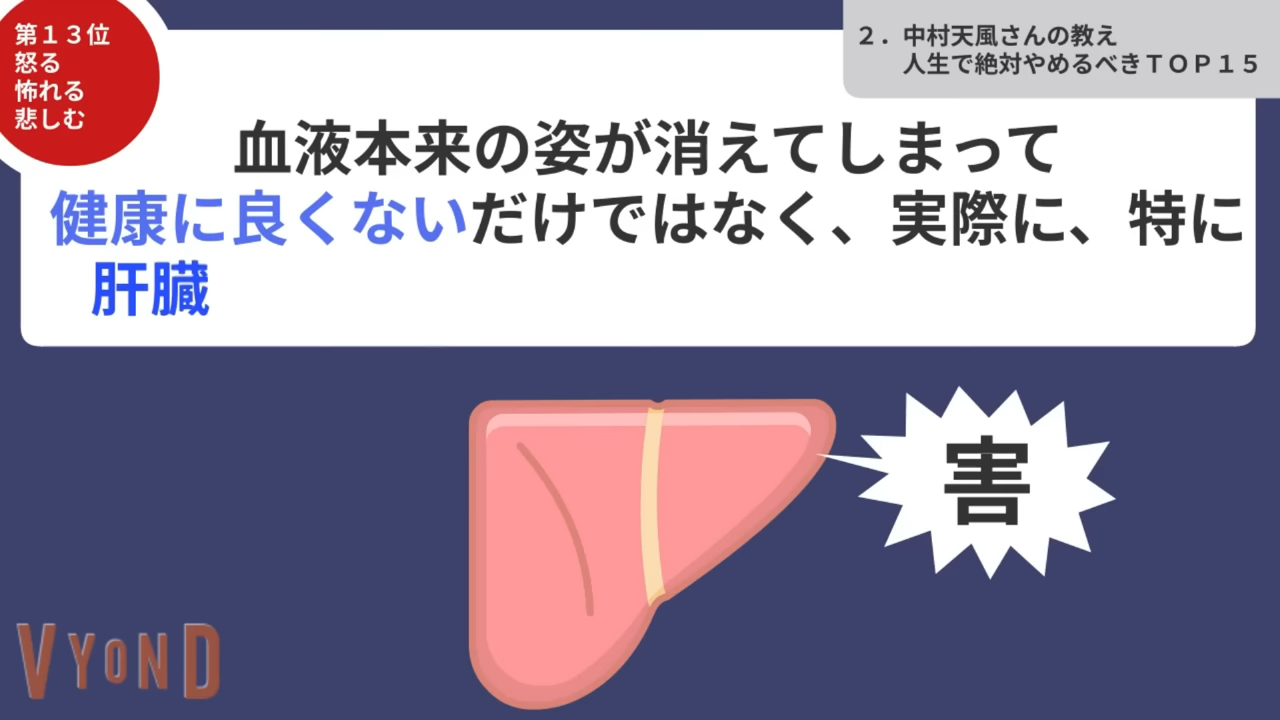 第１３位
怒る
怖れる
悲しむ
２．中村天風さんの教え
人生で絶対やめるべきＴＯＰ１５
血液本来の姿が消えてしまって
健康に良くないだけではなく、実際に、特に
肝臓
害
VYOND